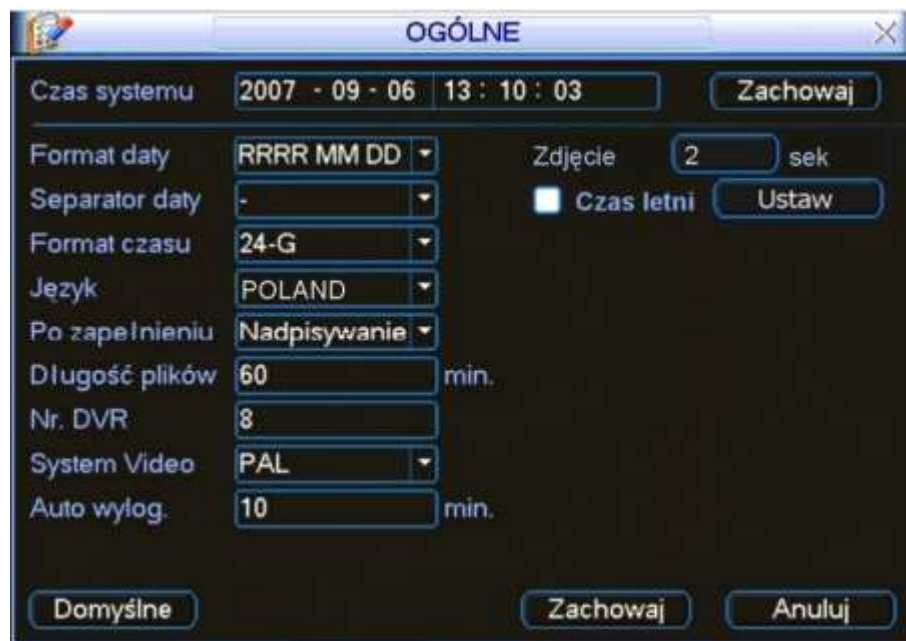 OGÓLNE
Czas systemu 2007 - 09 - 06 13 : 10 : 03 Zachowaj
Format daty RRRR MM DD Zdjęcie 2 sek
Separator daty - Czas letni Ustaw
Format czasu 24-G
Język POLAND
Po zapełnieniu Nadpisywanie
Długość plików 60 min.
Nr. DVR 8
System Video PAL
Auto wylog. 10 min.
Domyślne Zachowaj Anuluj